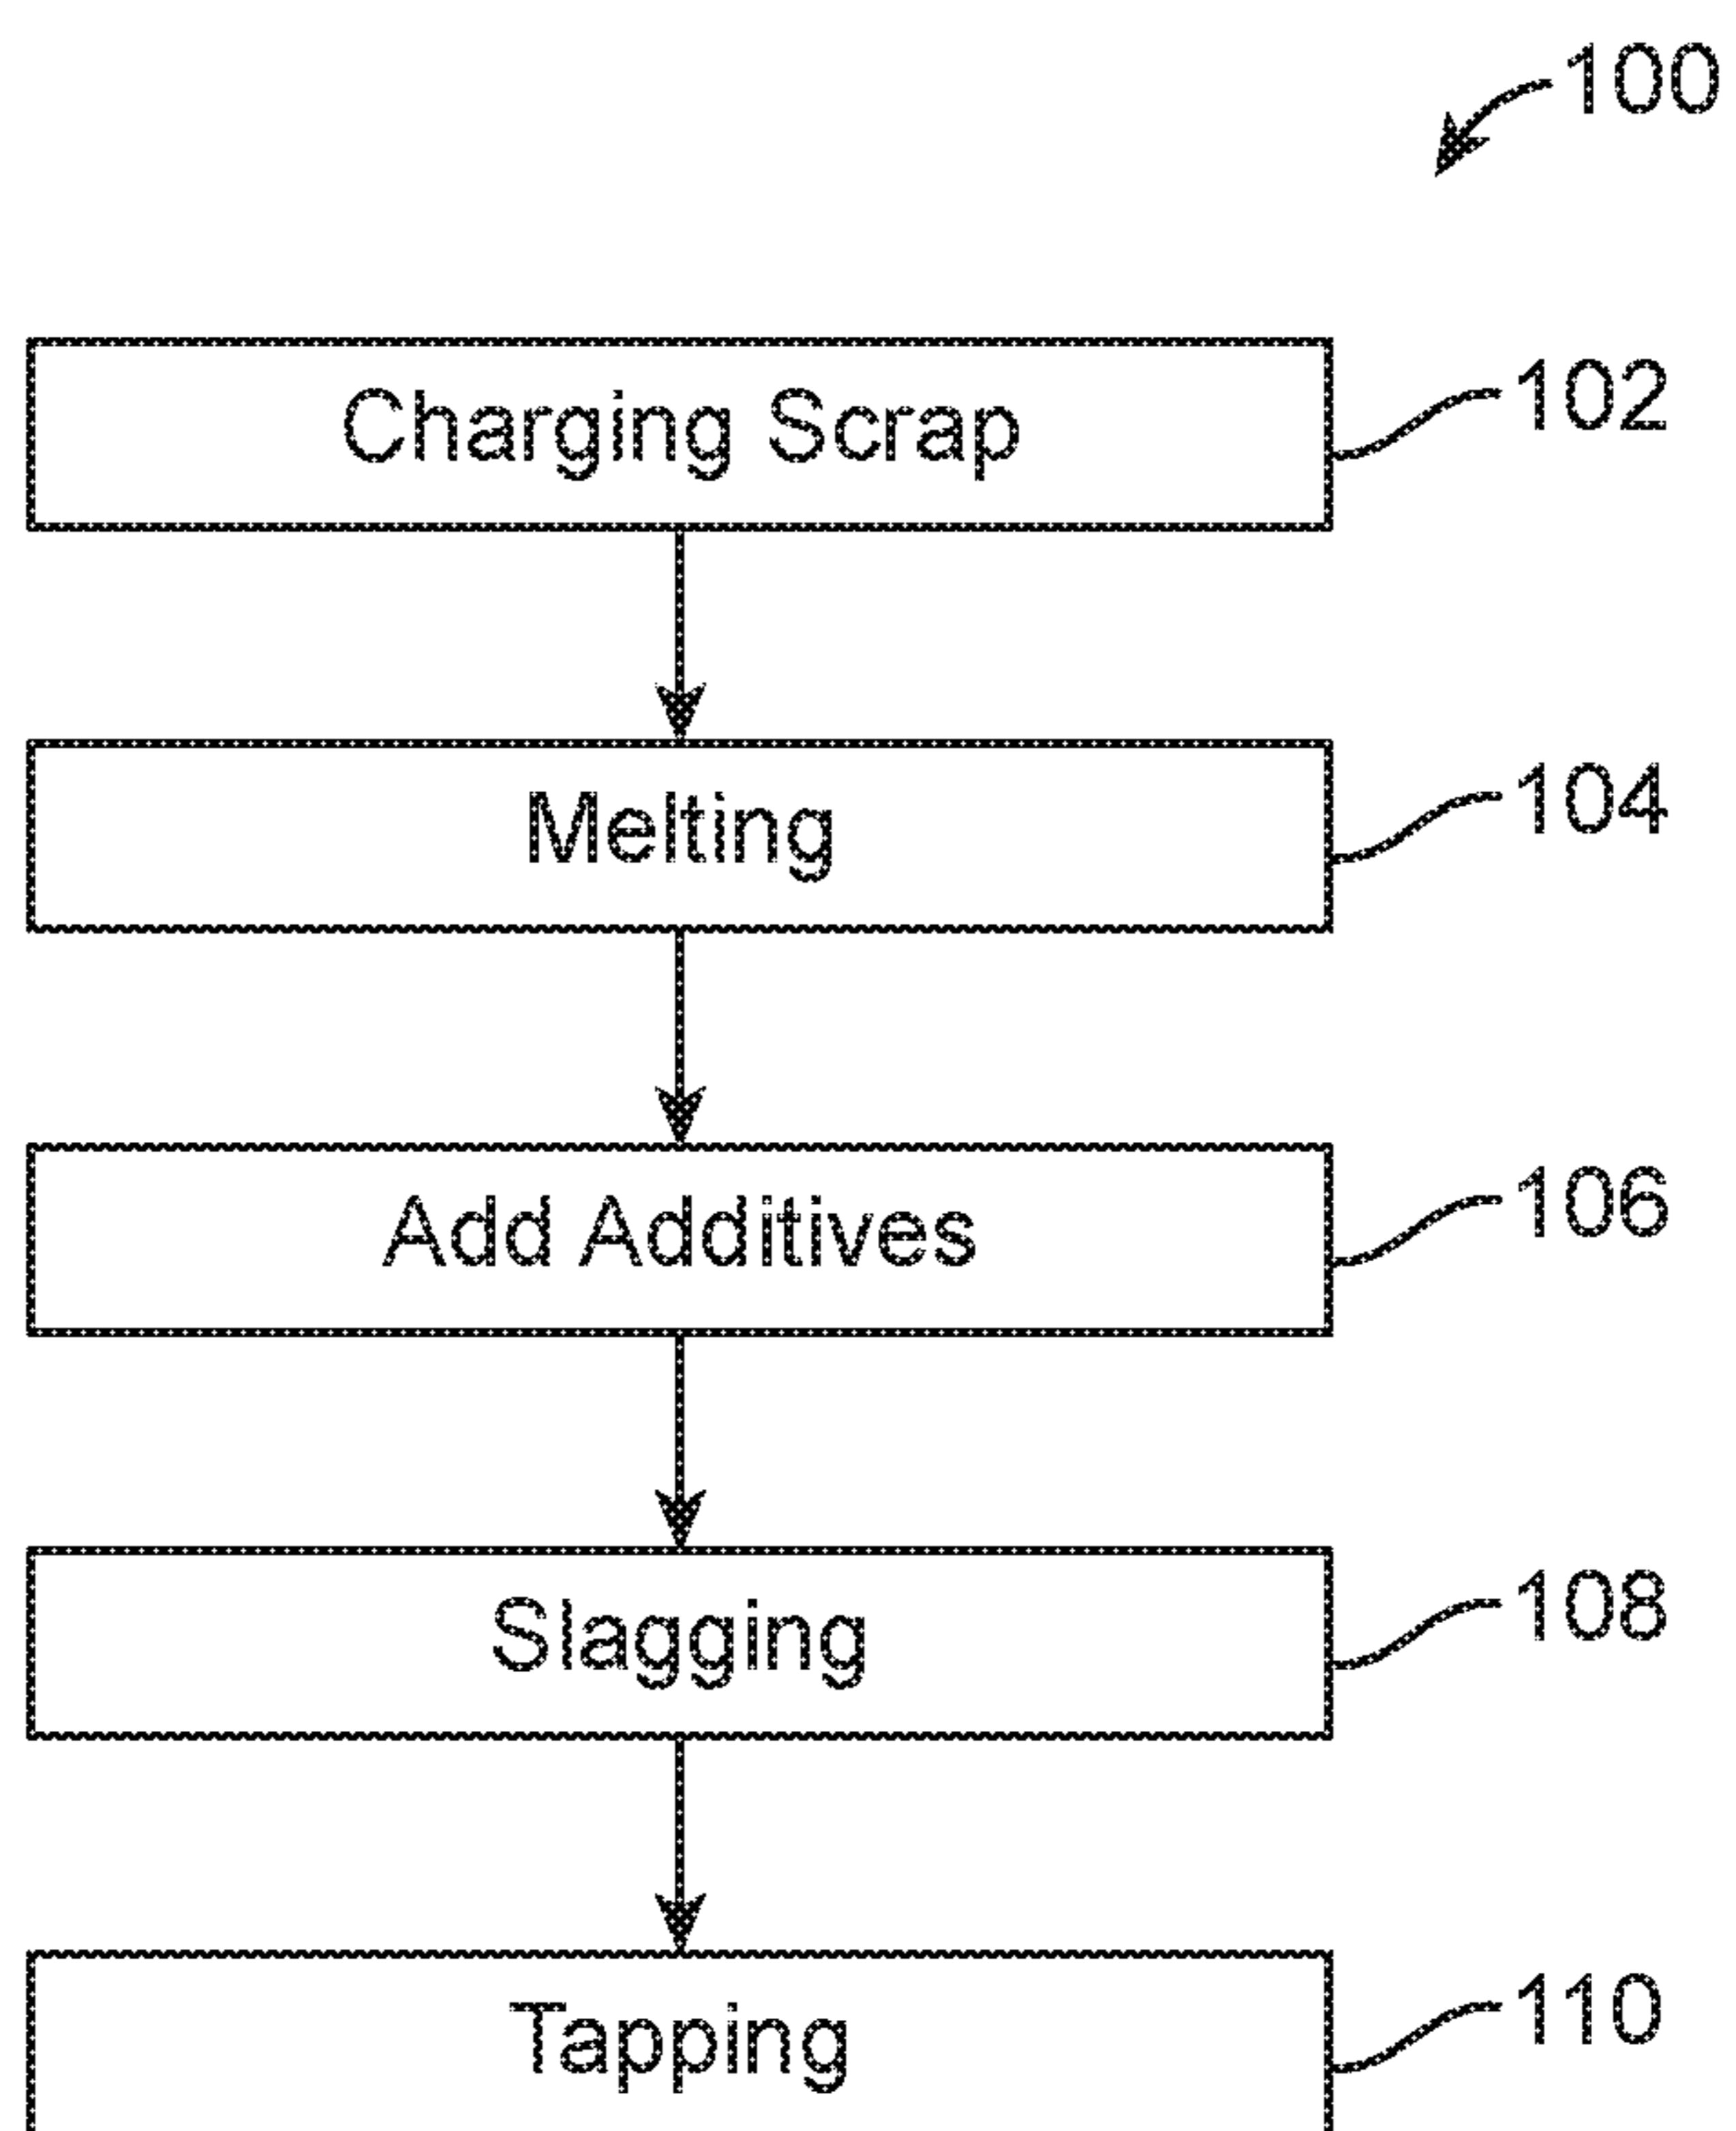 100
Charging Scrap
102
Melting
104
Add Additives
106
Slagging
108
Tapping
110